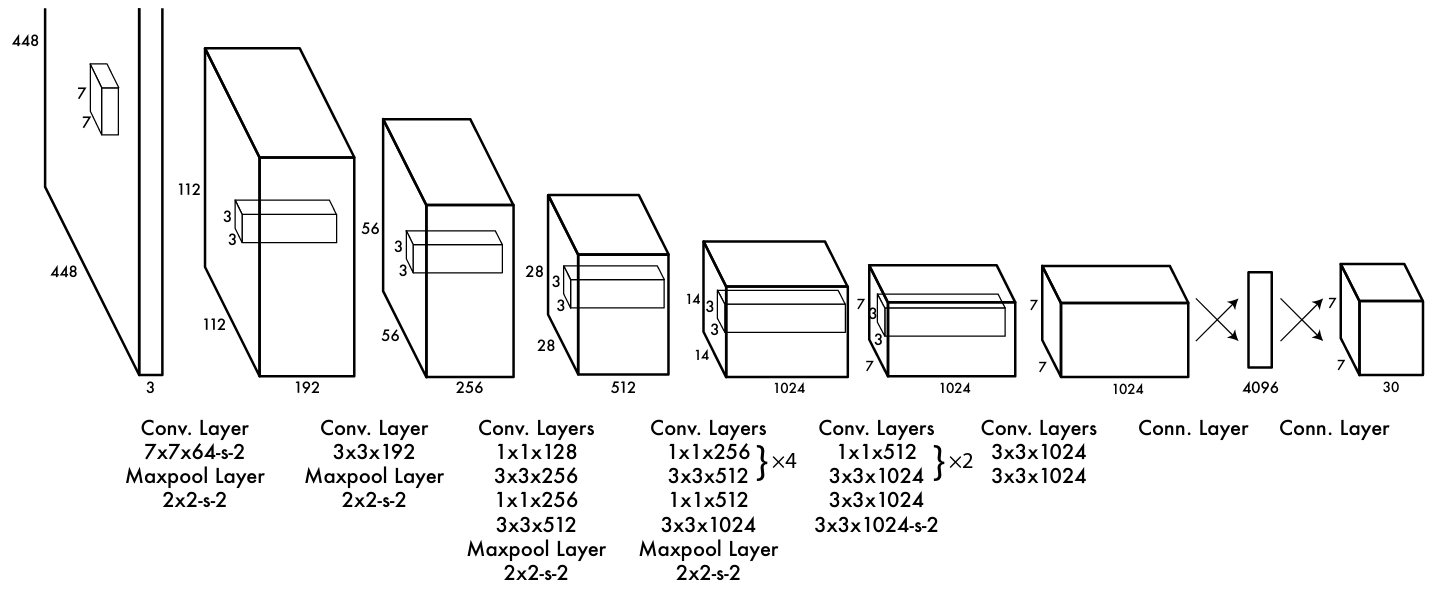 448
7
7
448
3
112
3
3
112
192
56
3
3
56
256
28
3
3
28
512
14
3
3
14
1024
7
3
3
7
1024
7
7
1024
4096
7
7
30
Conv. Layer
7x7x64-s-2
Maxpool Layer
2x2-s-2
Conv. Layer
3x3x192
Maxpool Layer
2x2-s-2
Conv. Layers
1x1x128
3x3x256
1x1x256
3x3x512
Maxpool Layer
2x2-s-2
Conv. Layers
1x1x256
3x3x512
} ×4
1x1x512
3x3x1024
Maxpool Layer
2x2-s-2
Conv. Layers
1x1x512
3x3x1024
} ×2
3x3x1024
3x3x1024-s-2
Conv. Layers
3x3x1024
3x3x1024
Conn. Layer
Conn. Layer